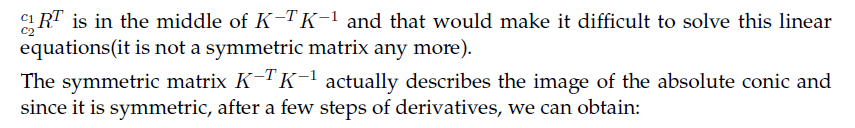 $^{c_1}_{c_2}R^T$ is in the middle of $K^{-T}K^{-1}$ and that would make it difficult to solve this linear
equations(it is not a symmetric matrix any more).
The symmetric matrix $K^{-T}K^{-1}$ actually describes the image of the absolute conic and
since it is symmetric, after a few steps of derivatives, we can obtain: